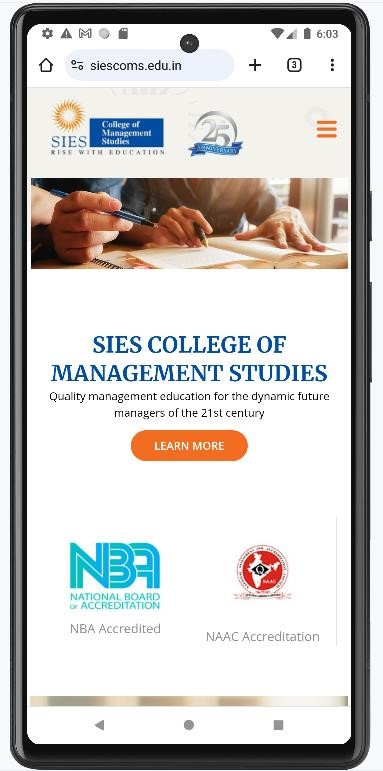 6:03
siescoms.edu.in
3
SIES
College of
Management
Studies
RISE WITH EDUCATION
25
ANNIVERSARY
SIES COLLEGE OF
MANAGEMENT STUDIES
Quality management education for the dynamic future
managers of the 21st century
LEARN MORE
NBA
NATIONAL BOARD
OF ACCREDITATION
NAAC
NBA Accredited
NAAC Accreditation